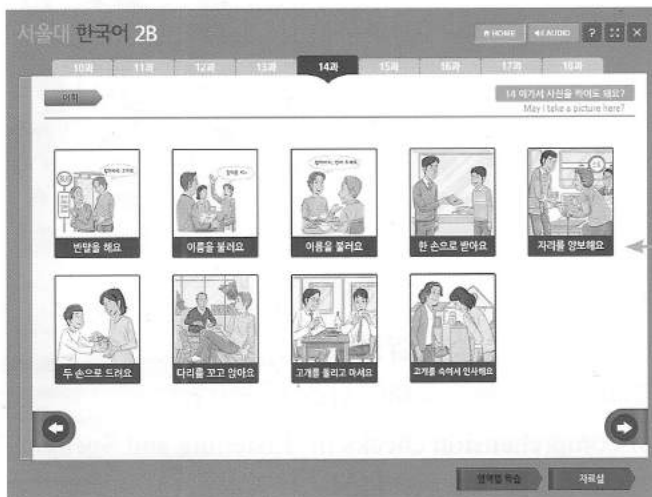 서울대 한국어 2B
HOME
AUDIO
?
10과
11과
12과
13과
14과
15과
16과
17과
18과
어휘
14 여기서 사진을 찍어도 돼요?
May I take a picture here?
반말을 해요
이름을 불러요
이름을 불러요
한 손으로 받아요
자리를 양보해요
두 손으로 드려요
다리를 꼬고 앉아요
고개를 돌리고 마셔요
고개를 숙여서 인사해요
영역별 학습
자료실